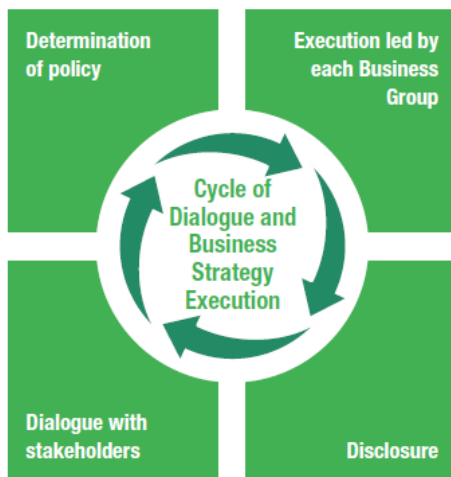 Determination
of policy
Execution led by
each Business
Group
Cycle of
Dialogue and
Business
Strategy
Execution
Dialogue with
stakeholders
Disclosure